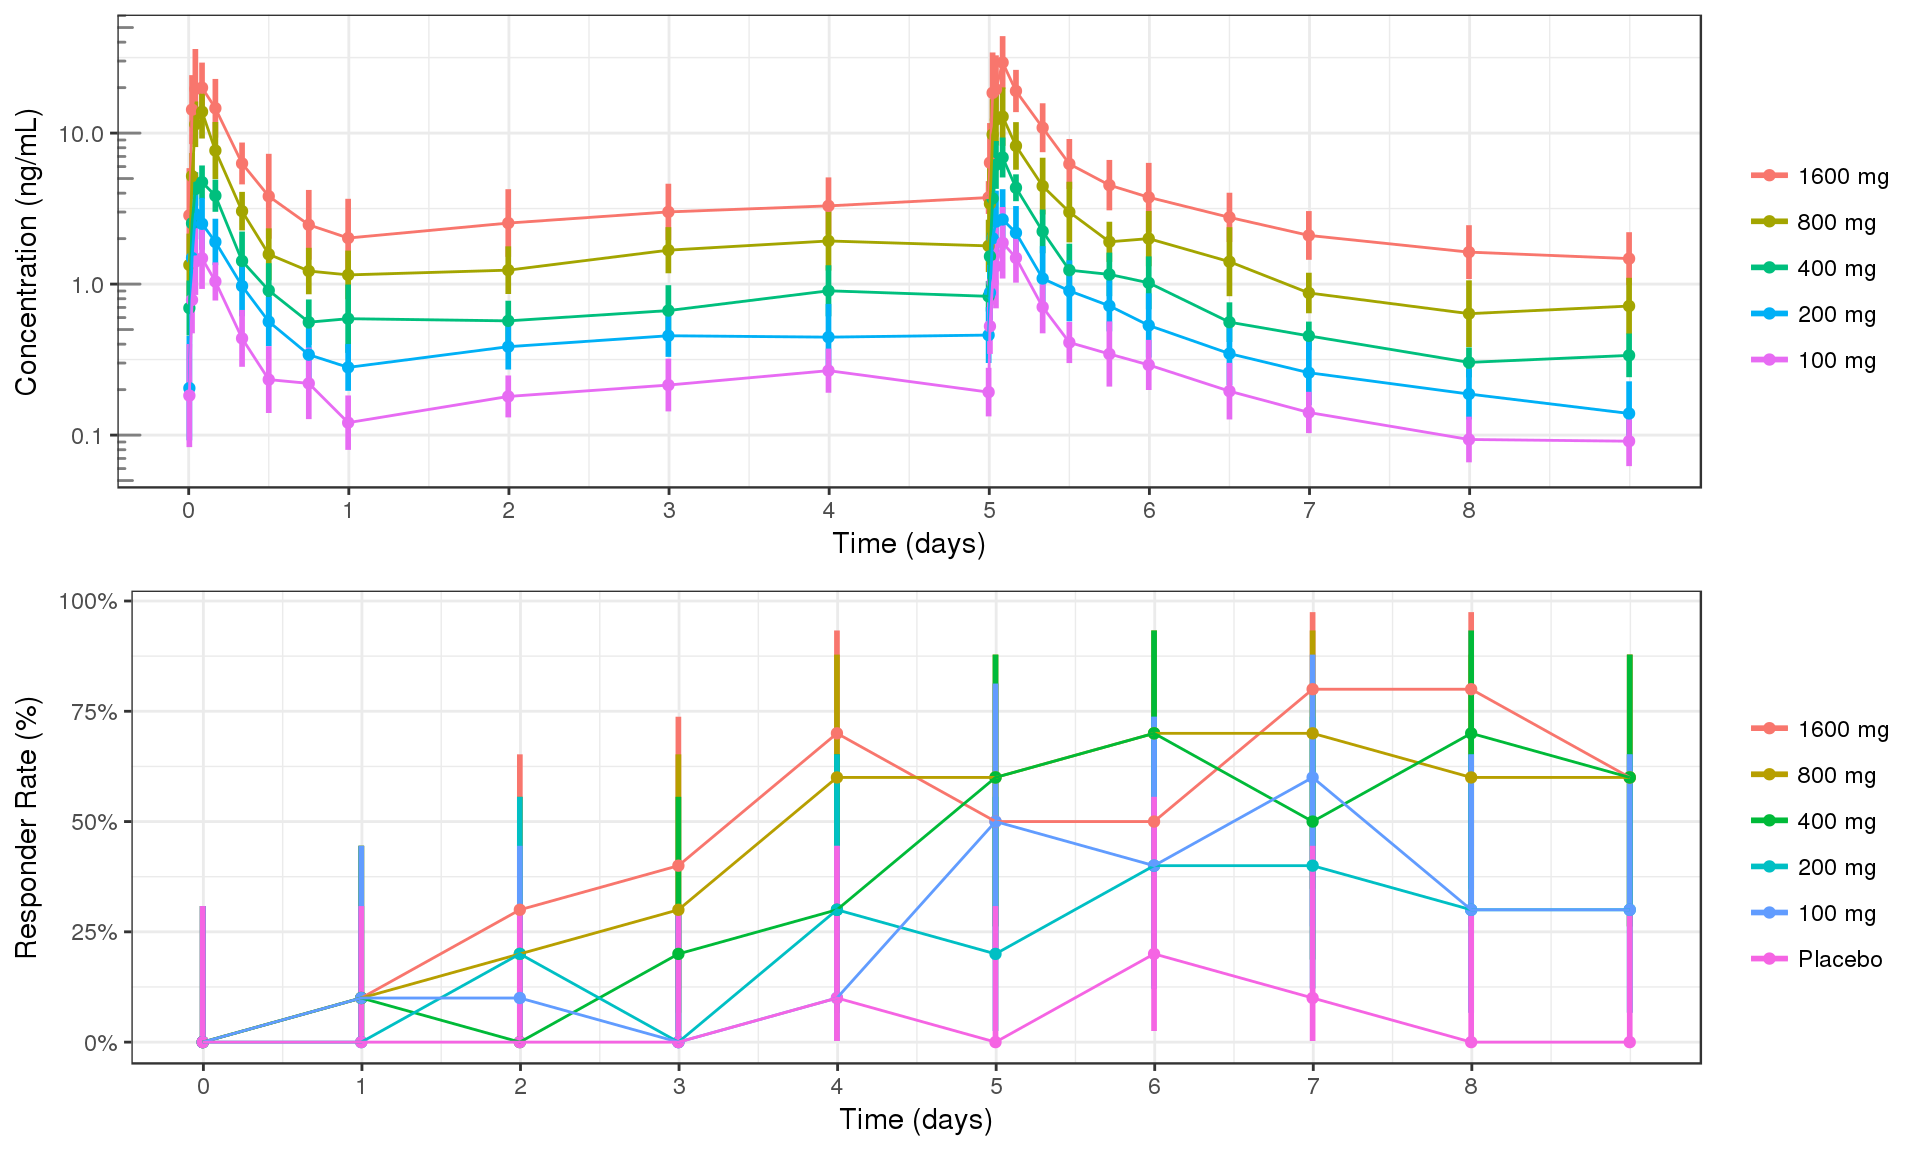 Concentration (ng/mL)
10.0
1.0
0.1
0 1 2 3 4 5 6 7 8
Time (days)
1600 mg
800 mg
400 mg
200 mg
100 mg
Responder Rate (%)
100%
75%
50%
25%
0%
0 1 2 3 4 5 6 7 8
Time (days)
1600 mg
800 mg
400 mg
200 mg
100 mg
Placebo